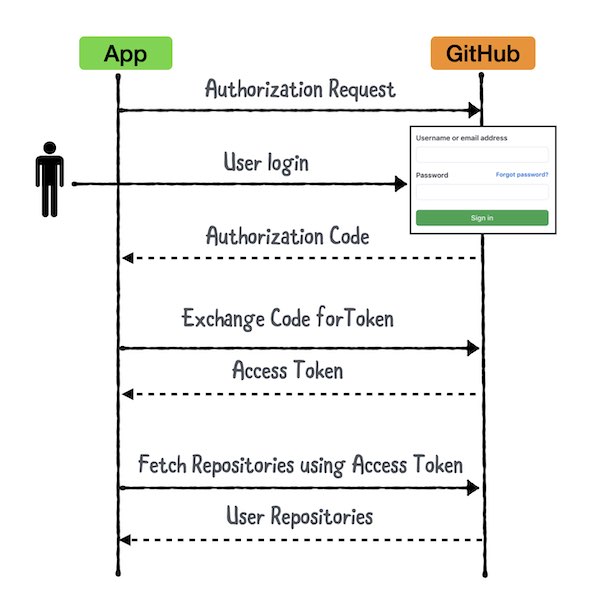 App
GitHub
Authorization Request
Username or email address
User login
Password
Forgot password?
Sign in
Authorization Code
Exchange Code forToken
Access Token
Fetch Repositories using Access Token
User Repositories